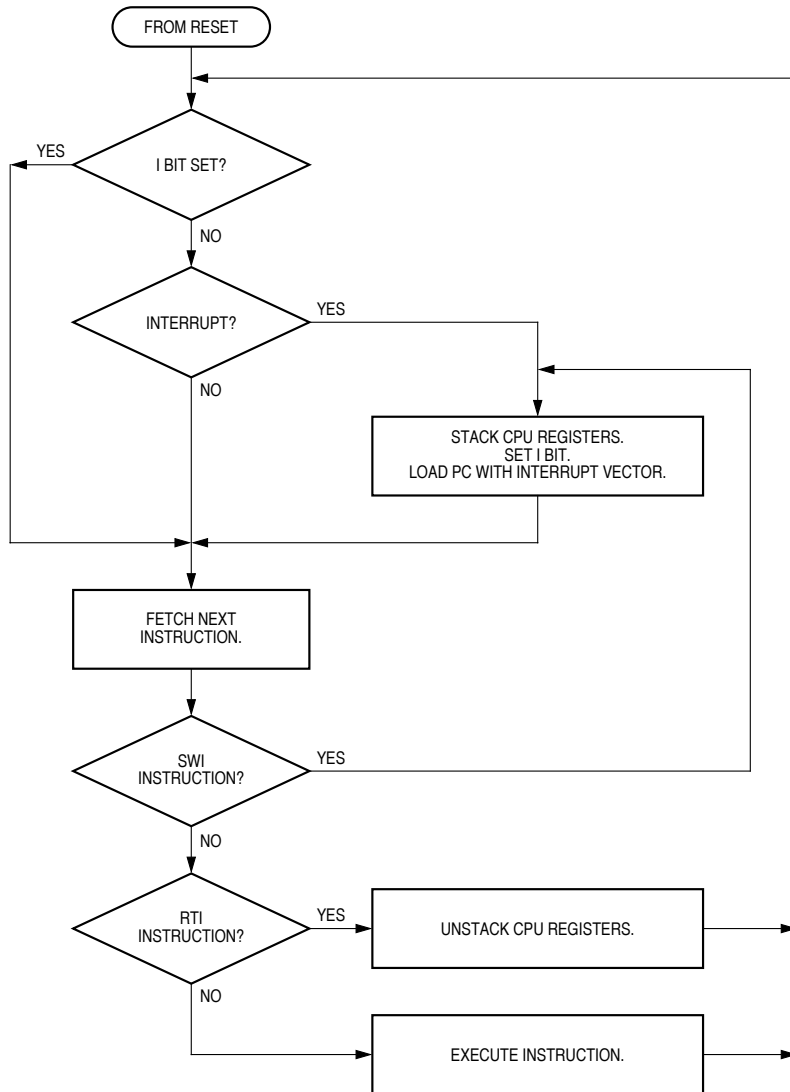 FROM RESET
YES
I BIT SET?
NO
INTERRUPT?
YES
NO
STACK CPU REGISTERS.
SET I BIT.
LOAD PC WITH INTERRUPT VECTOR.
FETCH NEXT
INSTRUCTION.
SWI
INSTRUCTION?
YES
NO
RTI
INSTRUCTION?
YES
UNSTACK CPU REGISTERS.
NO
EXECUTE INSTRUCTION.